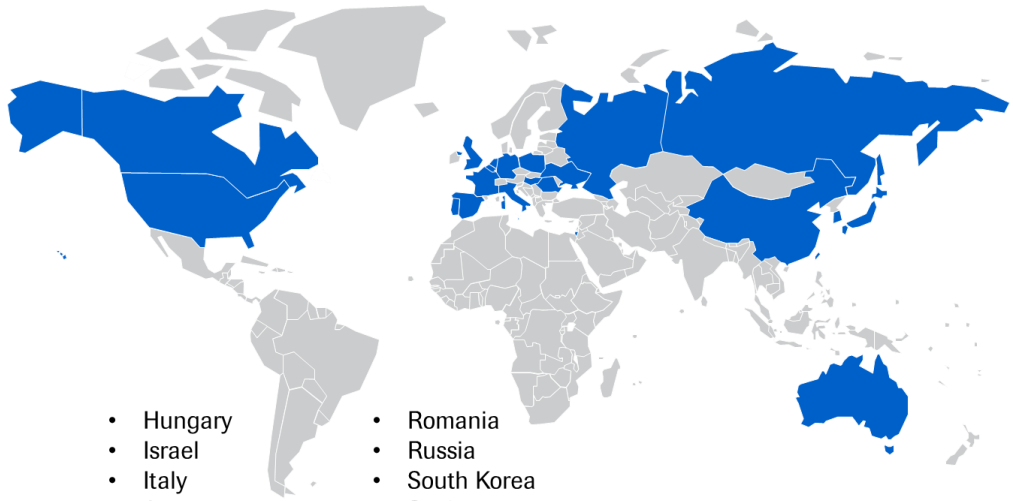 • Hungary
• Israel
• Italy
• Romania
• Russia
• South Korea